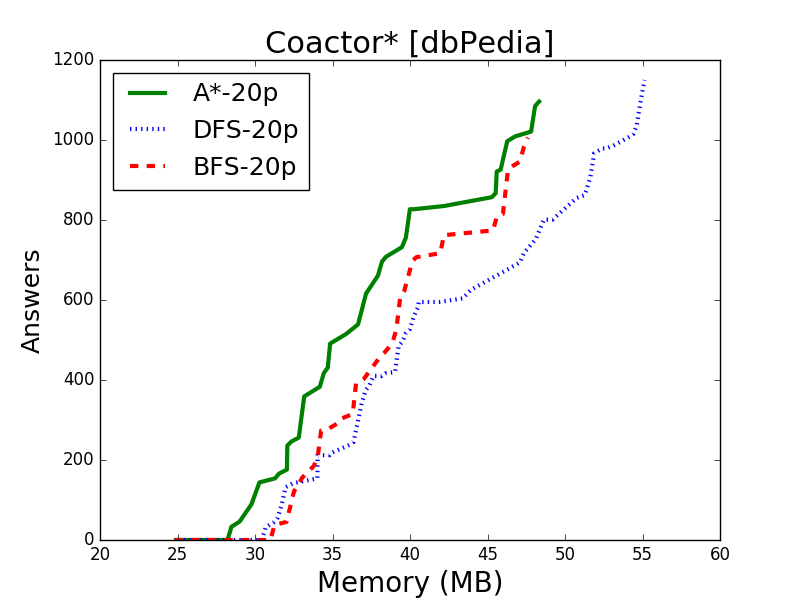 Coactor* [dbPedia]
A*-20p
DFS-20p
BFS-20p
1200
1000
800
600
400
200
0
Answers
20 25 30 35 40 45 50 55 60
Memory (MB)